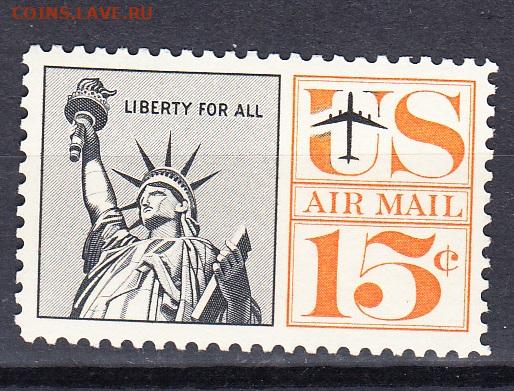 COINS.LAVE.RU
LIBERTY FOR ALL
US
AIR MAIL
15¢